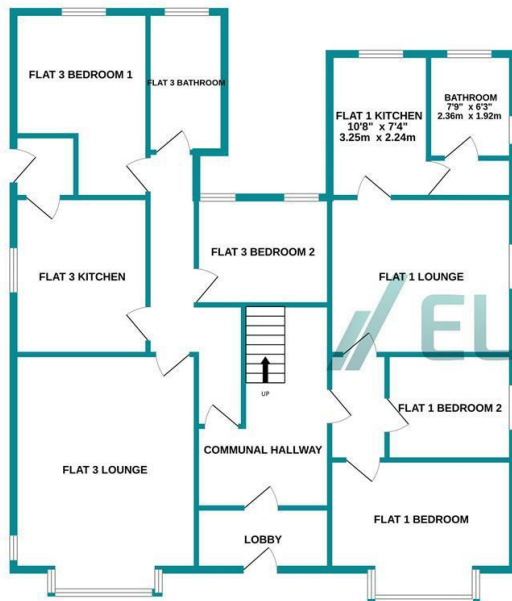 FLAT 3 BEDROOM 1
FLAT 3 BATHROOM
FLAT 1 KITCHEN
10'8" x 7'4"
3.25m x 2.24m
BATHROOM
7'9" x 6'3"
2.36m x 1.92m
FLAT 3 BEDROOM 2
FLAT 3 KITCHEN
FLAT 1 LOUNGE
EL
UP
FLAT 1 BEDROOM 2
COMMUNAL HALLWAY
FLAT 3 LOUNGE
FLAT 1 BEDROOM
LOBBY